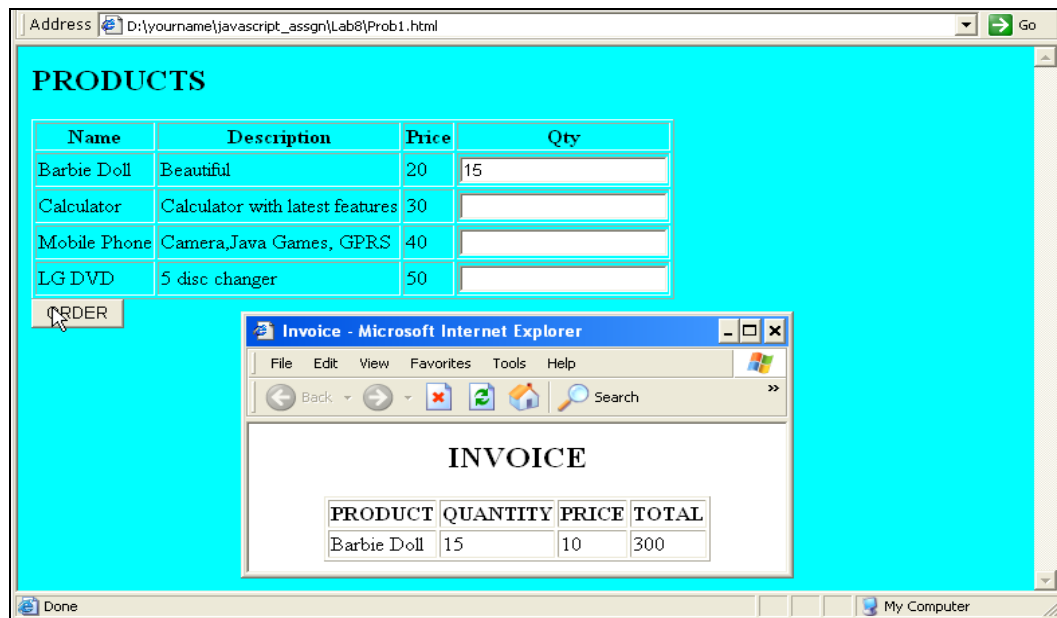 Address D:\yourname\javascript_assgn\Lab8\Prob1.html Go
PRODUCTS
Name Description Price Qty
Barbie Doll Beautiful 20 15
Calculator Calculator with latest features 30
Mobile Phone Camera,Java Games, GPRS 40
LG DVD 5 disc changer 50
ORDER
Invoice - Microsoft Internet Explorer
File Edit View Favorites Tools Help
Back Search »
INVOICE
PRODUCT QUANTITY PRICE TOTAL
Barbie Doll 15 10 300
Done My Computer